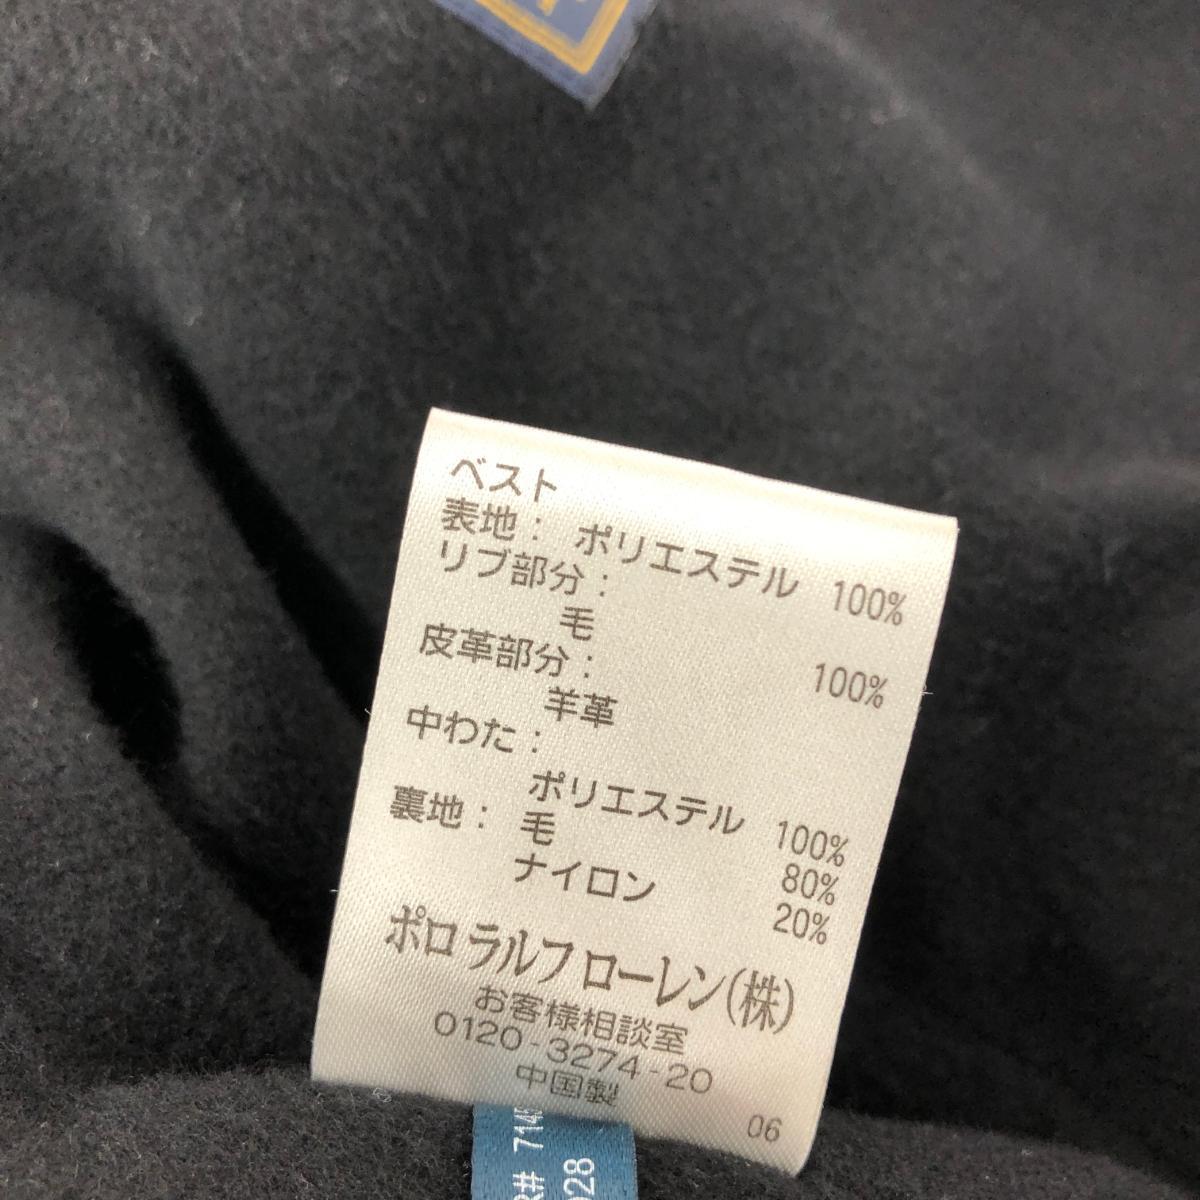 ベスト
表地： ポリエステル 100%
リブ部分：
毛 100%
皮革部分：
羊革
中わた：
ポリエステル 100%
裏地： 毛 80%
ナイロン 20%
ポロ ラルフ ローレン(株)
お客様相談室
0120-3274-20
中国製
06
R# 714
028